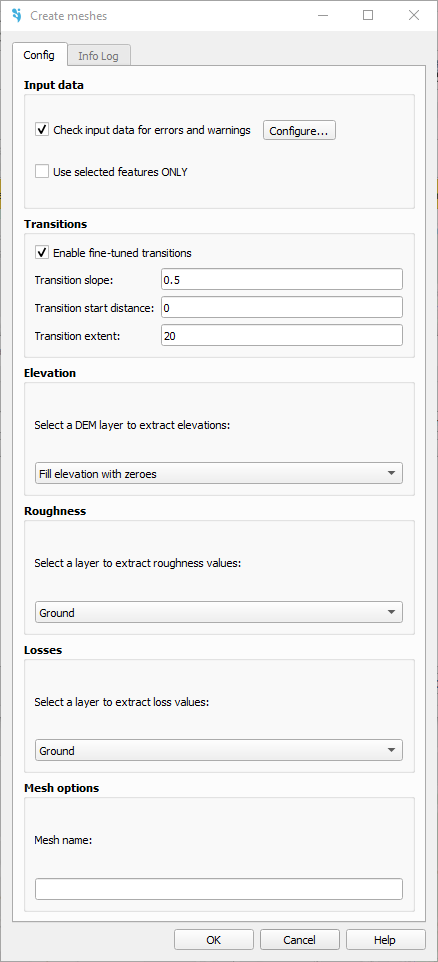 Create meshes
Config
Info Log
Input data
Check input data for errors and warnings
Configure...
Use selected features ONLY
Transitions
Enable fine-tuned transitions
Transition slope:
0.5
Transition start distance:
0
Transition extent:
20
Elevation
Select a DEM layer to extract elevations:
Fill elevation with zeroes
Roughness
Select a layer to extract roughness values:
Ground
Losses
Select a layer to extract loss values:
Ground
Mesh options
Mesh name:
OK
Cancel
Help